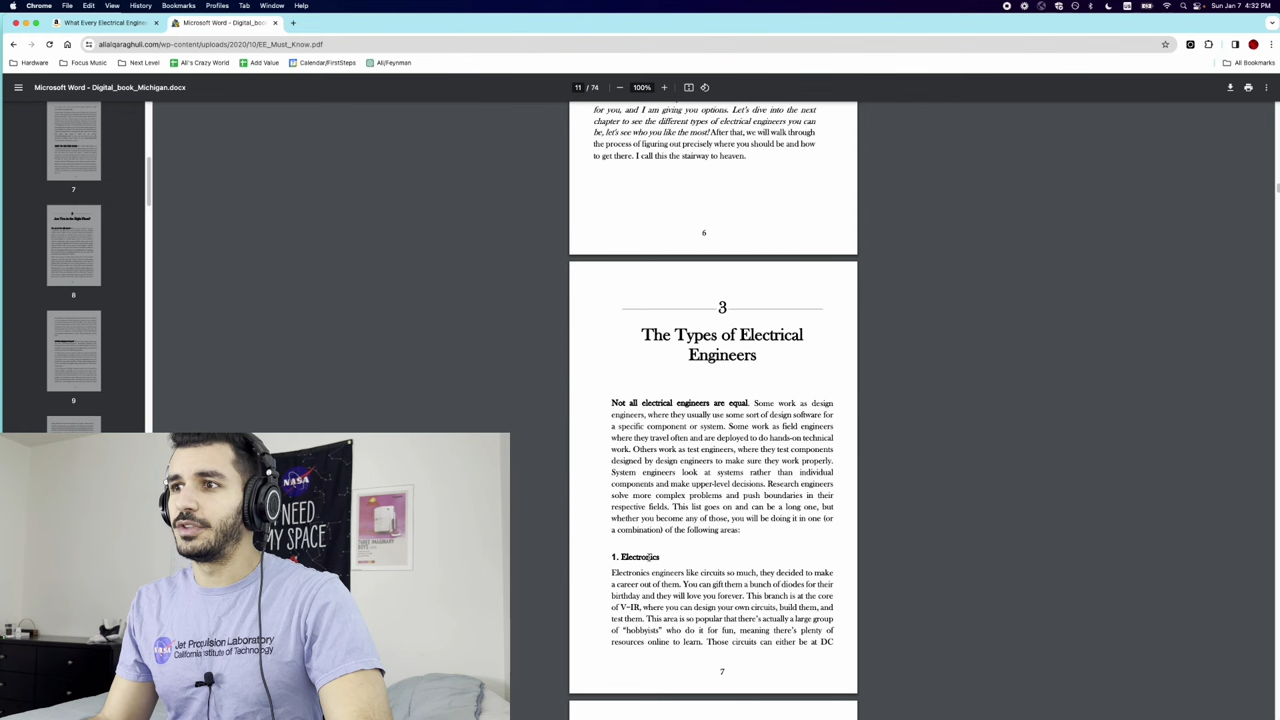 Chrome File Edit View History Bookmarks Profiles Tab Window Help Sun Jan 7 4:32 PM
What Every Electrical Engine
Microsoft Word - Digital_boo
allalqaraghuli.com/wp-content/uploads/2020/10/EE_Must_Know.pdf
Hardware Focus Music Next Level Ali's Crazy World Add Value Calendar/FirstSteps Ali/Feynman All Bookmarks
Microsoft Word - Digital_book_Michigan.docx 11 / 74 100%
7
8
9
for you, and I am giving you options. Let's dive into the next
chapter to see the different types of electrical engineers you can
be, let's see who you like the most! After that, we will walk through
the process of figuring out precisely where you should be and how
to get there. I call this the stairway to heaven.
6
3
The Types of Electrical
Engineers
Not all electrical engineers are equal. Some work as design
engineers, where they usually use some sort of design software for
a specific component or system. Some work as field engineers
where they travel often and are deployed to do hands-on technical
work. Others work as test engineers, where they test components
designed by design engineers to make sure they work properly.
System engineers look at systems rather than individual
components and make upper-level decisions. Research engineers
solve more complex problems and push boundaries in their
respective fields. This list goes on and can be a long one, but
whether you become any of those, you will be doing it in one (or
a combination) of the following areas:
1. Electronics
Electronics engineers like circuits so much, they decided to make
a career out of them. You can gift them a bunch of diodes for their
birthday and they will love you forever. This branch is at the core
of V=IR, where you can design your own circuits, build them, and
test them. This area is so popular that there's actually a large group
of "hobbyists" who do it for fun, meaning there's plenty of
resources online to learn. Those circuits can either be at DC
7
NASA
I NEED
MY SPACE
THREE IMAGINARY
BOYS
NASA
Jet Propulsion Laboratory
California Institute of Technology